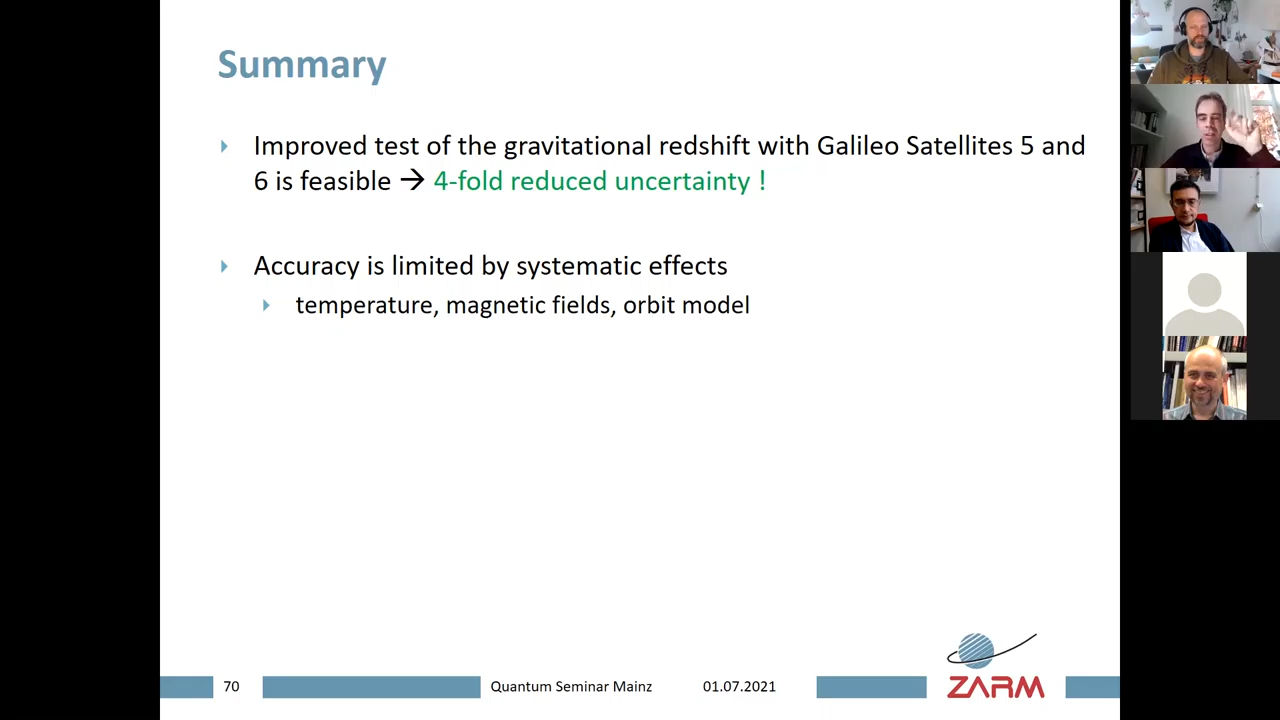 Summary
Improved test of the gravitational redshift with Galileo Satellites 5 and
6 is feasible → 4-fold reduced uncertainty !
Accuracy is limited by systematic effects
temperature, magnetic fields, orbit model
70
Quantum Seminar Mainz
01.07.2021
ZARM